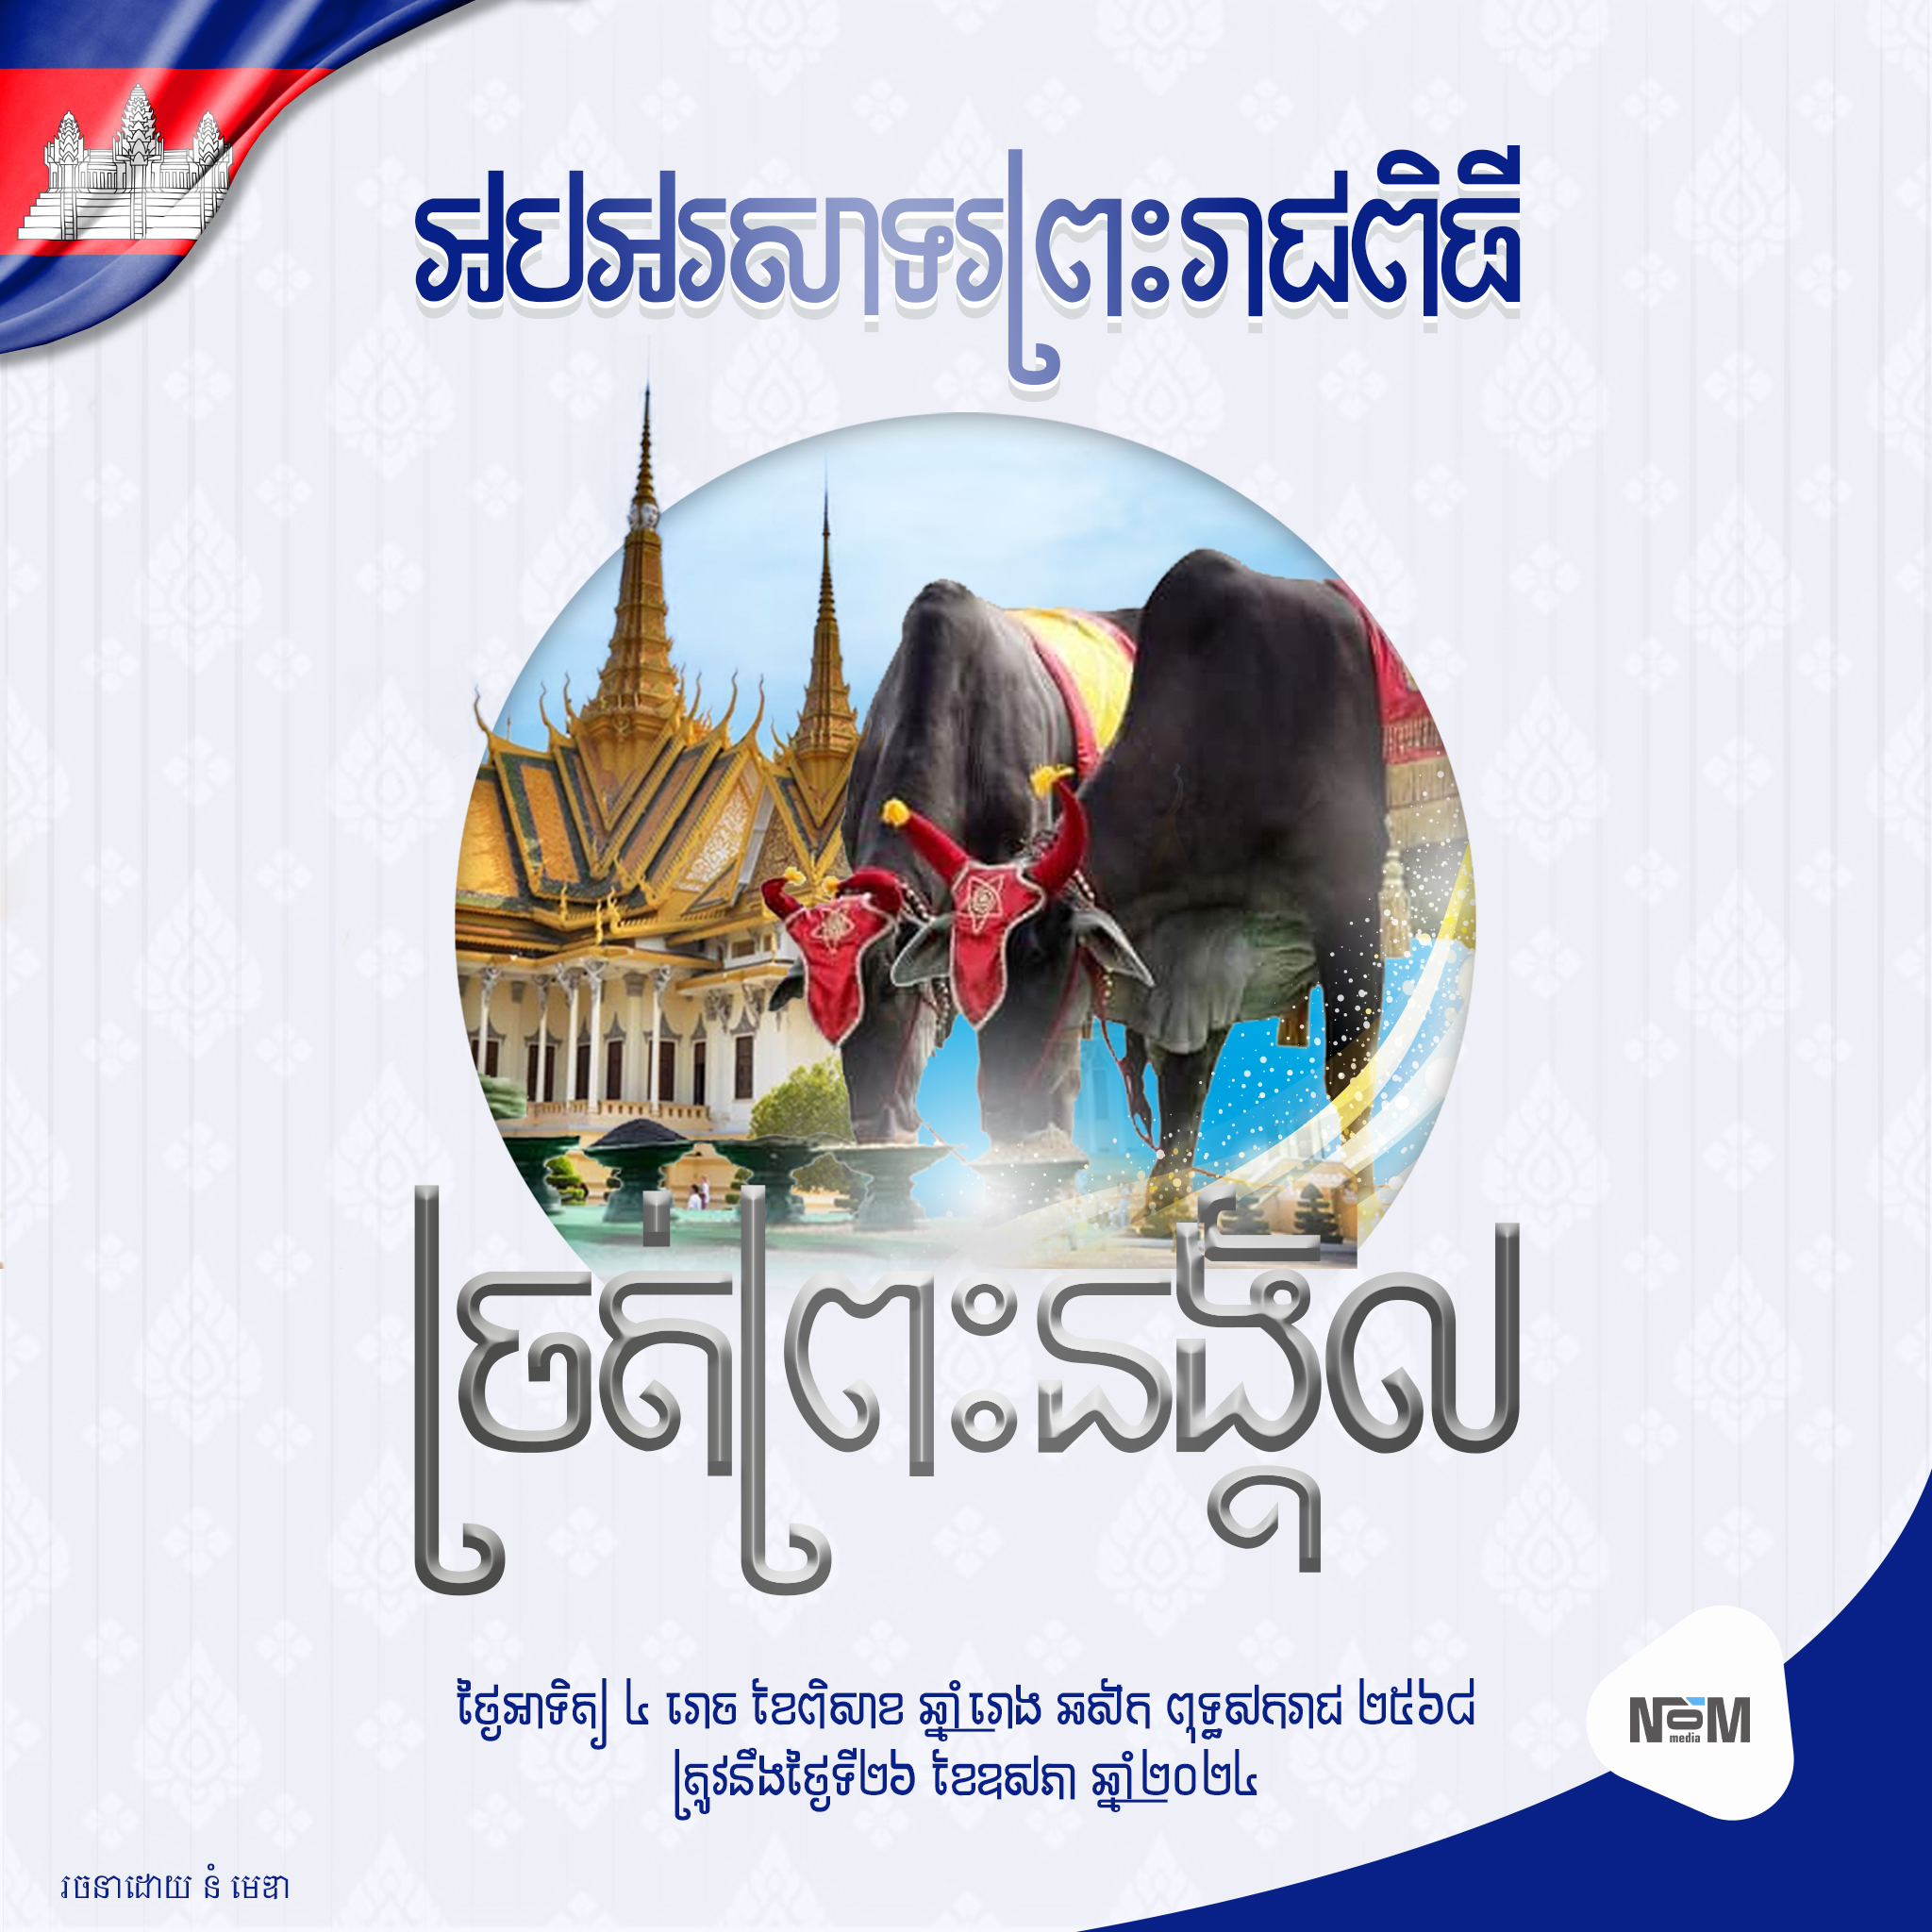 អបអរសាទរព្រះរាជពិធី
ច្រត់ព្រះនង្គ័ល
ថ្ងៃអាទិត្យ ៤ រោច ខែពិសាខ ឆ្នាំរោង ឆស័ក ពុទ្ធសករាជ ២៥៦៨
ត្រូវនឹងថ្ងៃទី២៦ ខែឧសភា ឆ្នាំ២០២៤
NOM
media
រចនាដោយ នំ មេឌា